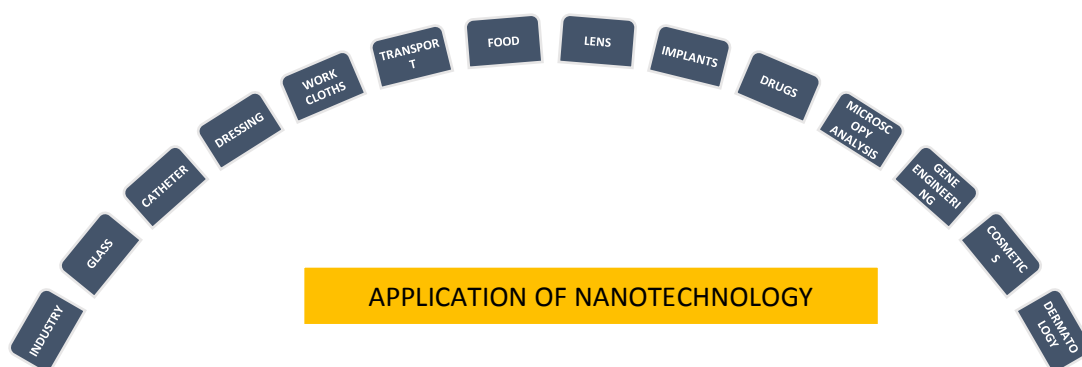 INDUSTRY
GLASS
CATHETER
DRESSING
WORK
CLOTHS
TRANSPOR
T
FOOD
LENS
IMPLANTS
DRUGS
MICROSC
OPY
ANALYSIS
GENE
ENGINEERI
NG
COSMETIC
S
DERMATO
LOGY
APPLICATION OF NANOTECHNOLOGY